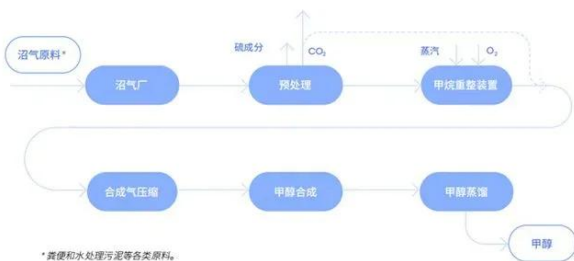 沼气原料*
硫成分
CO₂
蒸汽
O₂
沼气厂
预处理
甲烷重整装置
合成气压缩
甲醇合成
甲醇蒸馏
甲醇
*粪便和水处理污泥等各类原料。